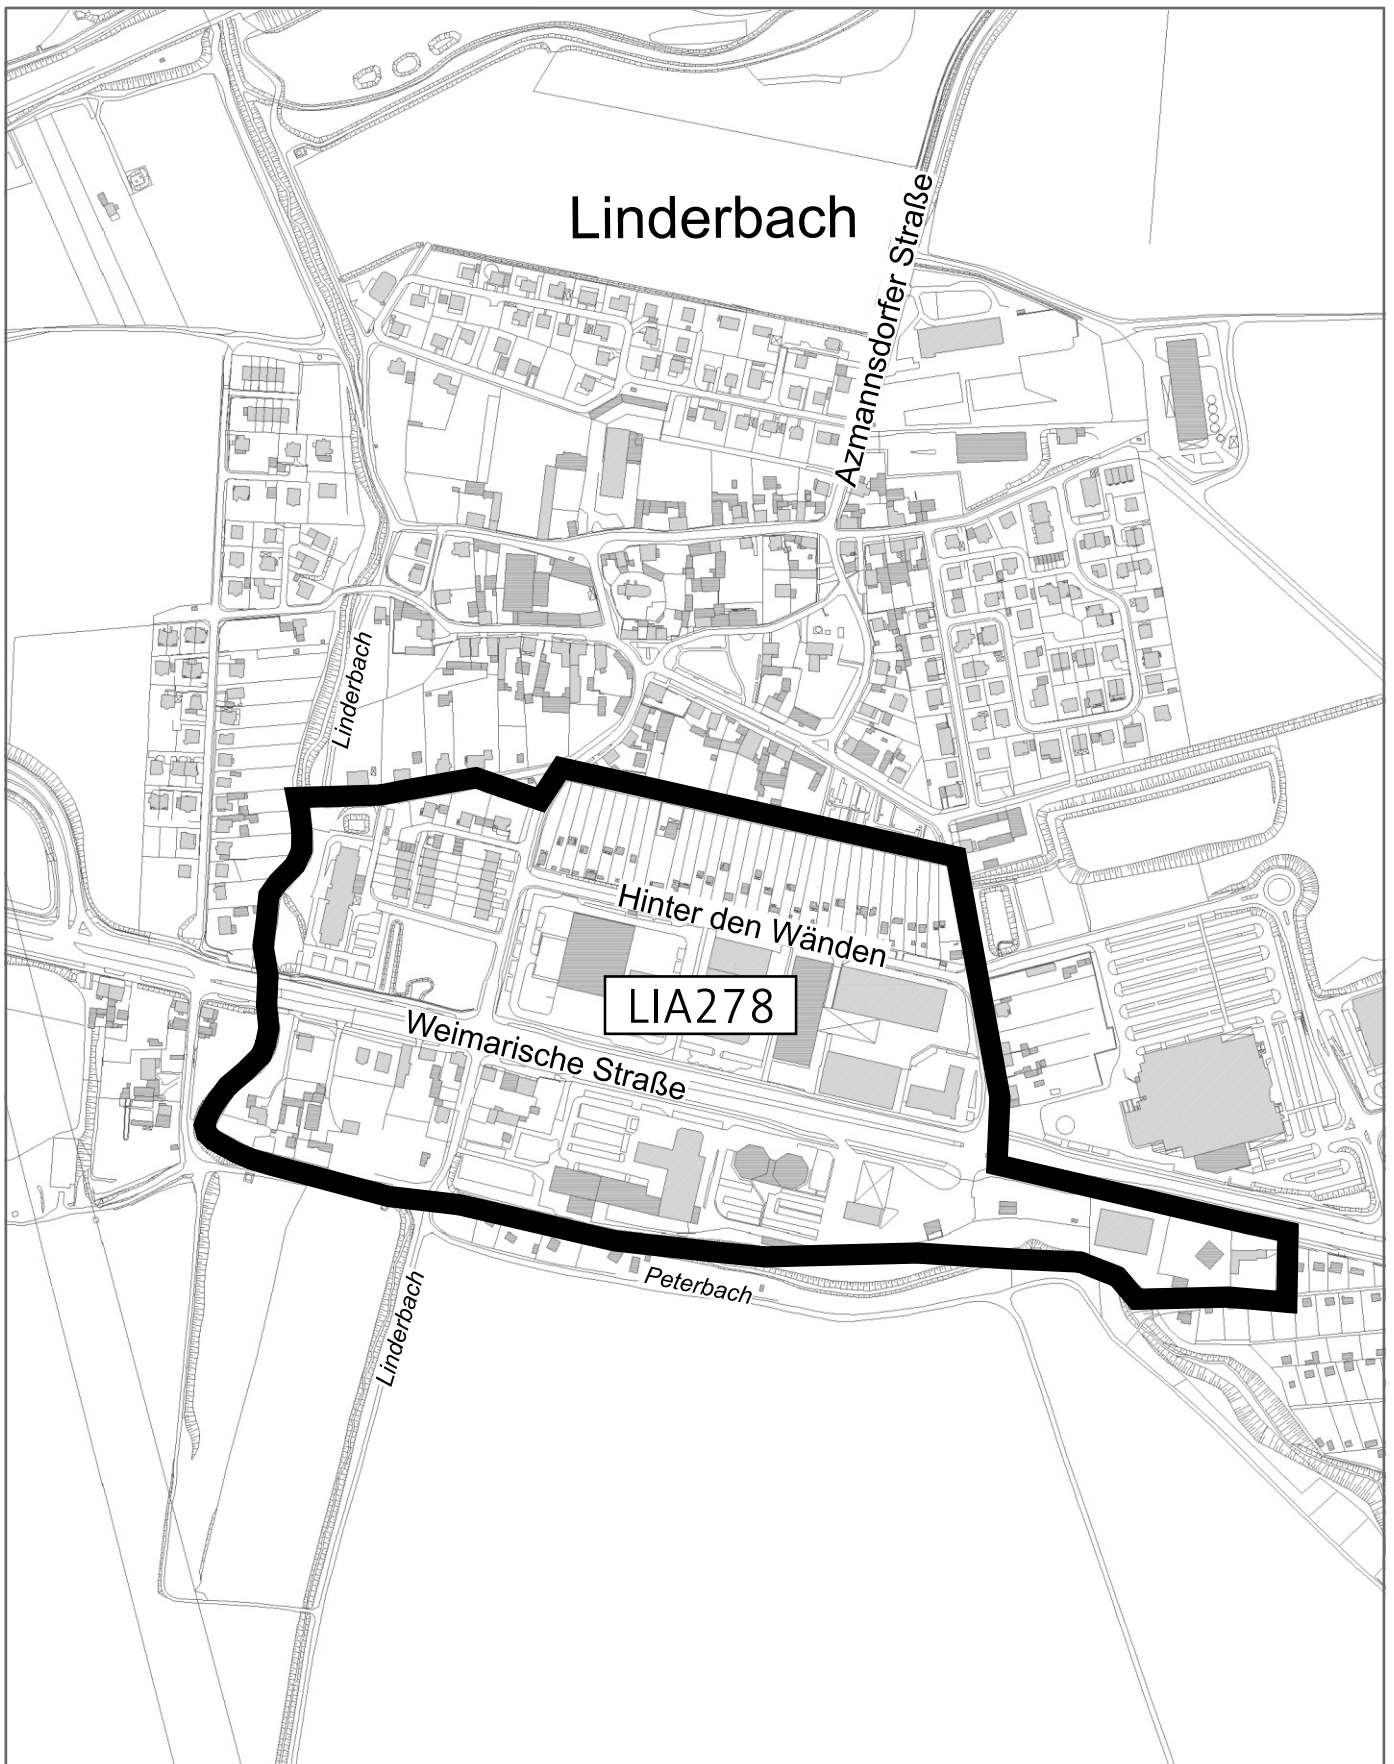 Linderbach
Azmannsdorfer Straße
Linderbach
Hinter den Wänden
LIA278
Weimarische Straße
Peterbach
Linderbach